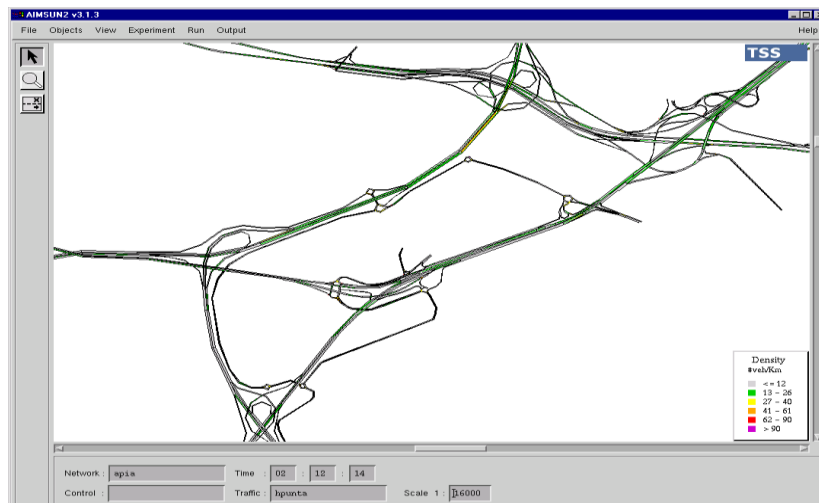 AIMSUN2 v3.1.3
File Objects View Experiment Run Output Help
TSS
Density
#veh/Km
<= 12
13 - 26
27 - 40
41 - 61
62 - 90
> 90
Network : spia Time : 02 : 12 : 14
Control : Traffic : hpunta Scale 1 : 16000